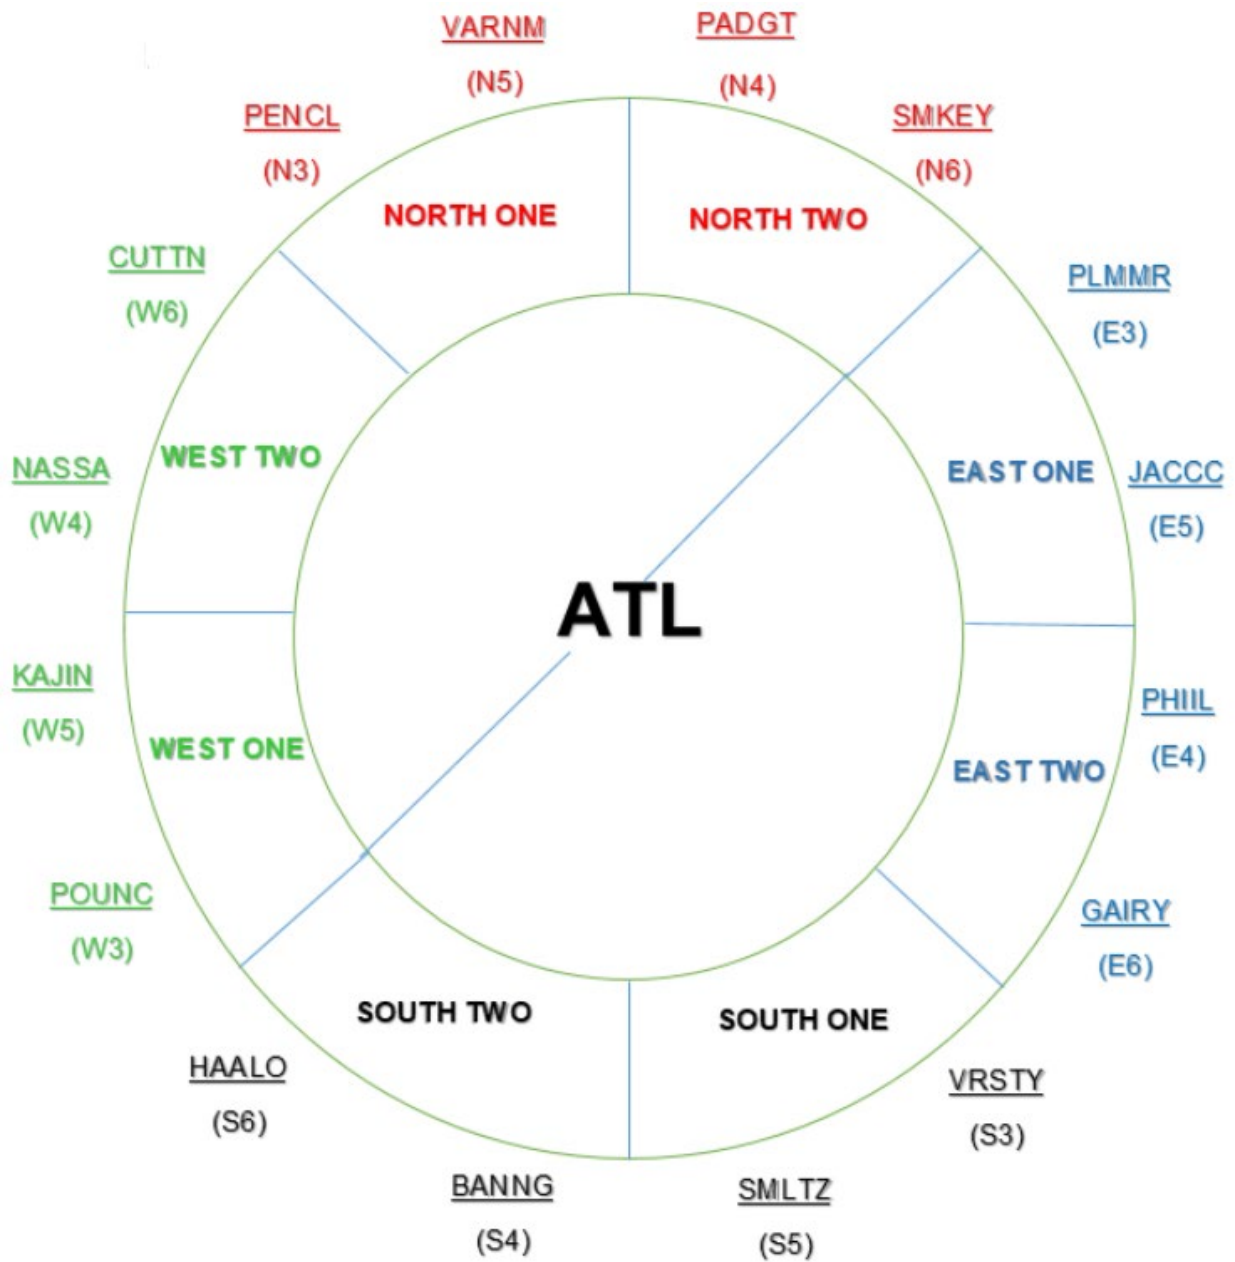 VARNM
(N5)
PADGT
(N4)
PENCL
(N3)
SMKEY
(N6)
NORTH ONE
NORTH TWO
CUTTN
(W6)
PLMMR
(E3)
WEST TWO
NASSA
(W4)
EAST ONE
JACCC
(E5)
ATL
KAJIN
(W5)
WEST ONE
PHIIL
(E4)
EAST TWO
POUNC
(W3)
GAIRY
(E6)
SOUTH TWO
SOUTH ONE
HAALO
(S6)
VRSTY
(S3)
BANNG
(S4)
SMLTZ
(S5)